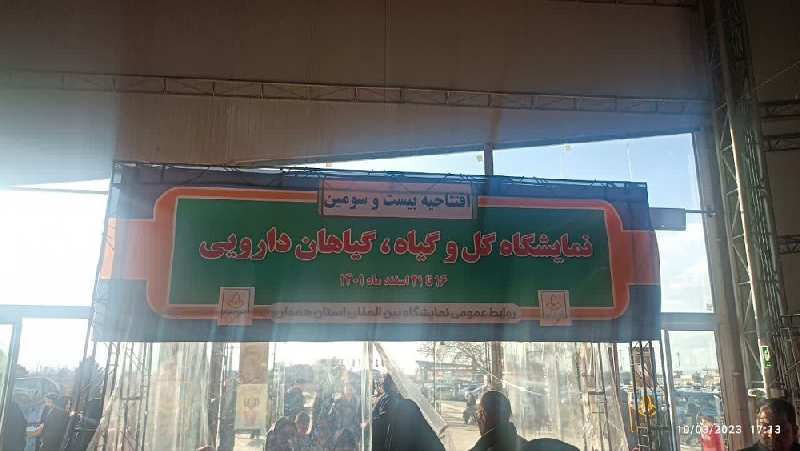 افتتاحیه بیست و سومین
نمایشگاه گل و گیاه ، گیاهان دارویی
۱۶ تا ۲۱ اسفند ماه ۱۴۰۱
روابط عمومی نمایشگاه بین المللی استان همدان
10/03/2023 17:13